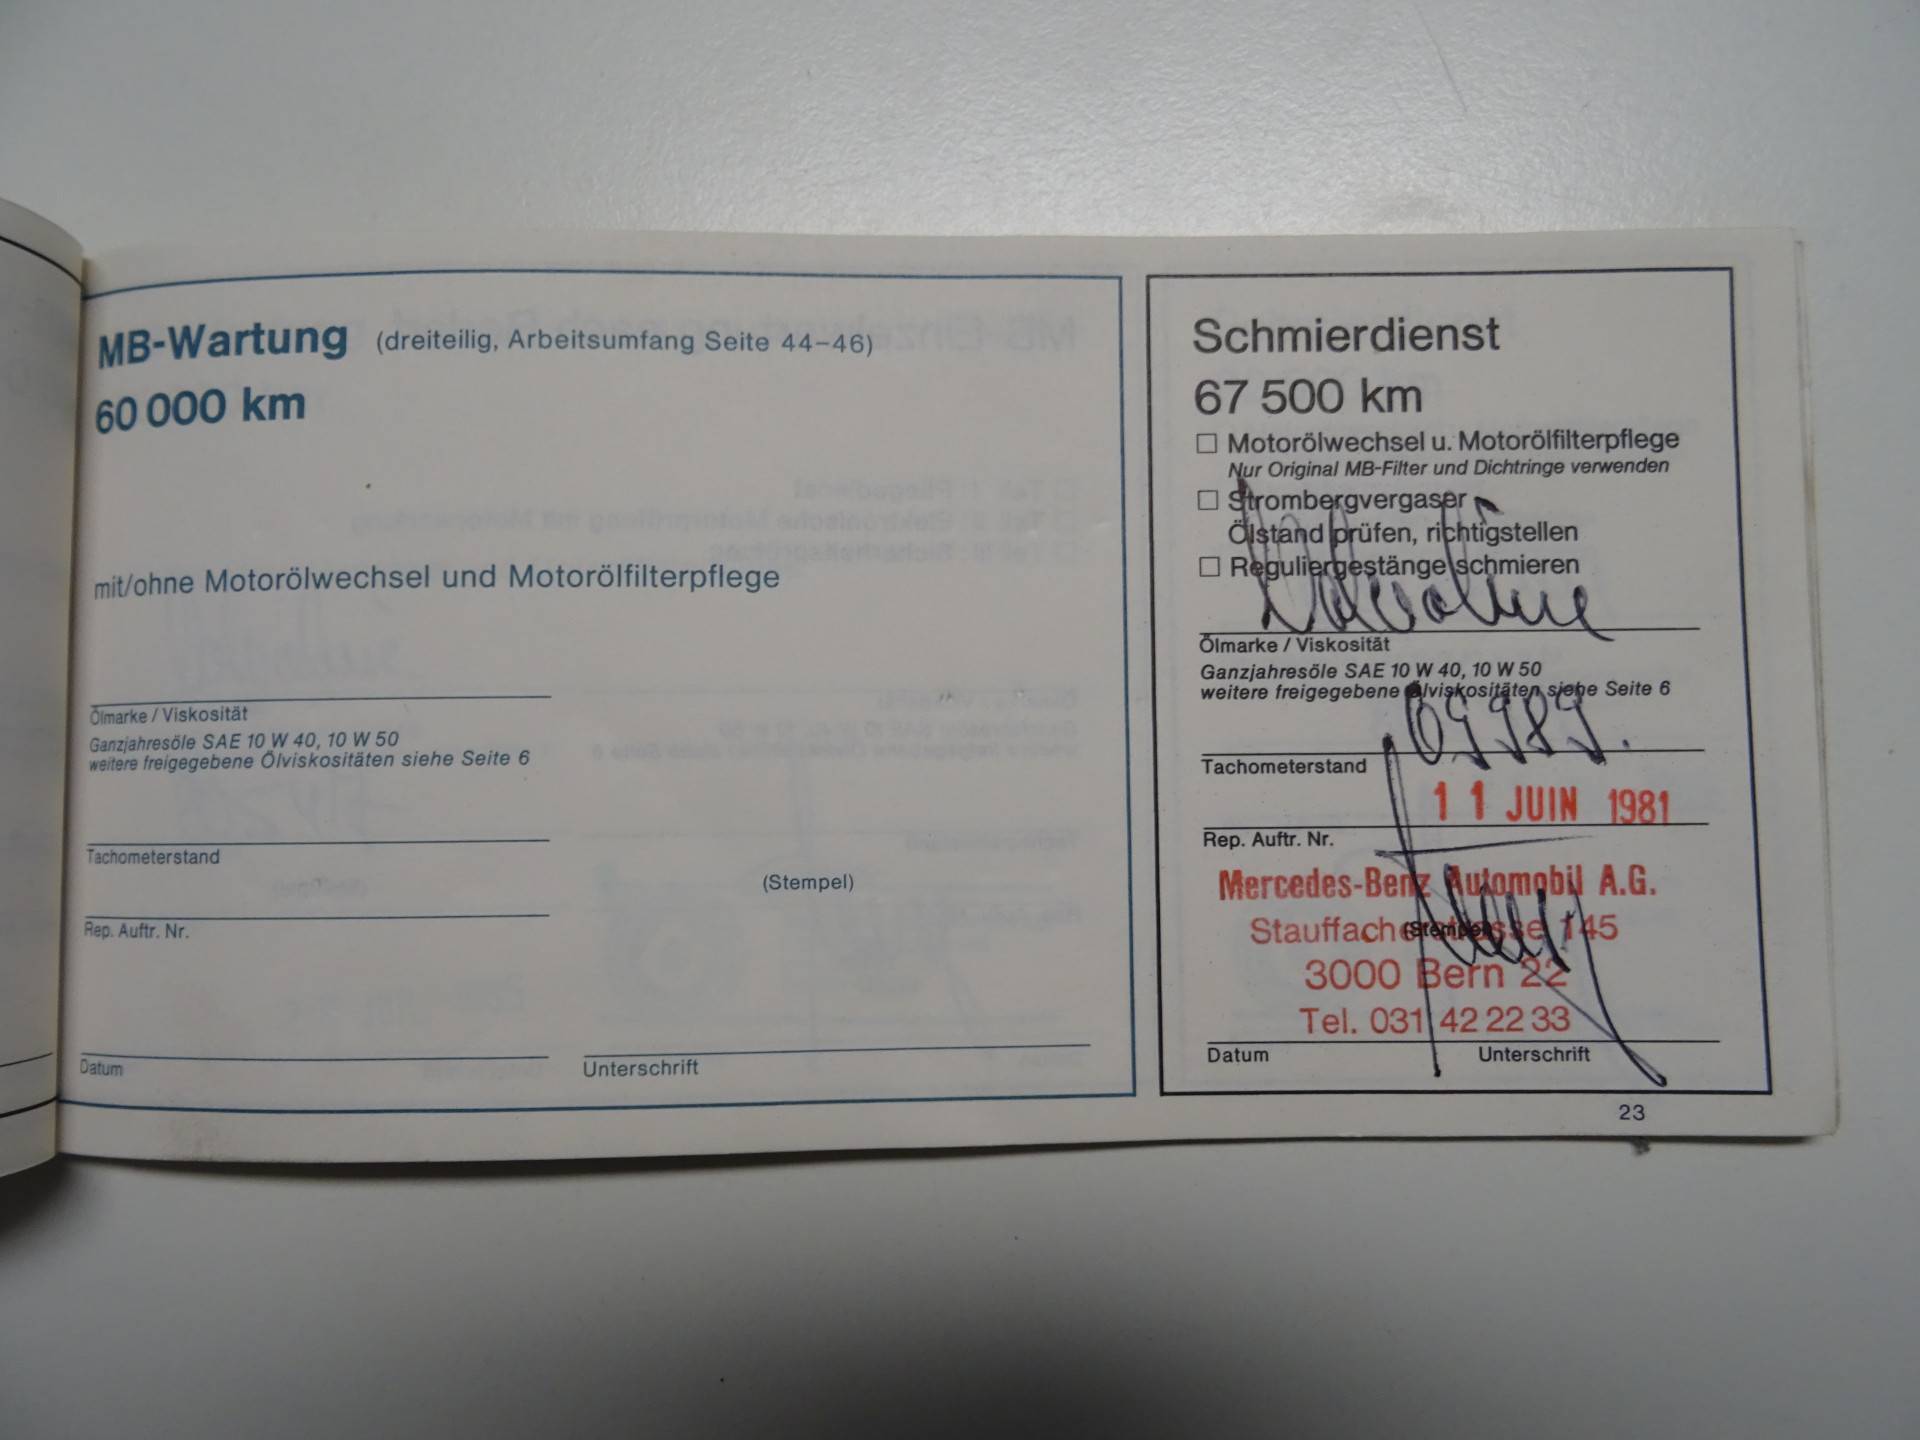 MB-Wartung (dreiteilig, Arbeitsumfang Seite 44–46)
60 000 km
mit/ohne Motorölwechsel und Motorölfilterpflege
Ölmarke / Viskosität
Ganzjahresöle SAE 10 W 40, 10 W 50
weitere freigegebene Ölviskositäten siehe Seite 6
Tachometerstand
(Stempel)
Rep. Auftr. Nr.
Datum
Unterschrift
Schmierdienst
67 500 km
Motorölwechsel u. Motorölfilterpflege
Nur Original MB-Filter und Dichtringe verwenden
Strombergvergaser
Ölstand prüfen, richtigstellen
Reguliergestänge schmieren
Valvoline
Ölmarke / Viskosität
Ganzjahresöle SAE 10 W 40, 10 W 50
weitere freigegebene Ölviskositäten siehe Seite 6
Tachometerstand
11 JUIN 1981
Rep. Auftr. Nr.
Mercedes-Benz Automobil A.G.
Stauffacherstrasse 145
(Stempel)
3000 Bern 22
Tel. 031 42 22 33
Datum
Unterschrift
23